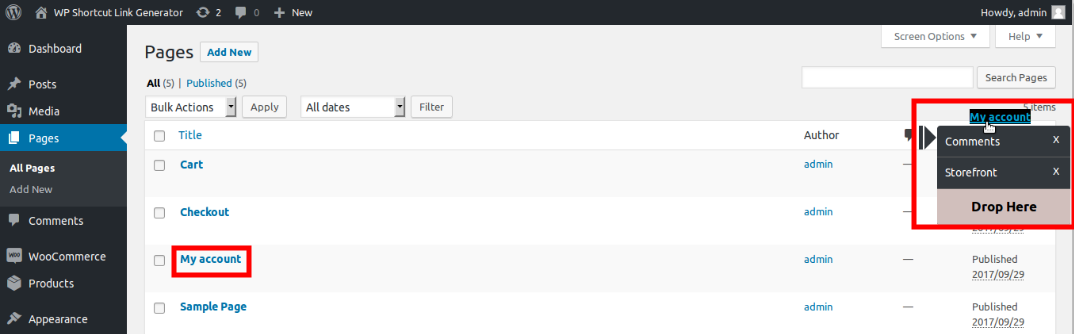 WP Shortcut Link Generator 2 0 New Howdy, admin
Dashboard
Posts
Media
Pages
All Pages
Add New
Comments
WooCommerce
Products
Appearance
Screen Options Help
Pages Add New
All (5) | Published (5)
Search Pages
Bulk Actions Apply All dates Filter
5 items
My account
Title Author
Comments x
Storefront x
Drop Here
Cart admin —
Checkout admin —
2017/09/29
My account admin — Published
2017/09/29
Sample Page admin — Published
2017/09/29